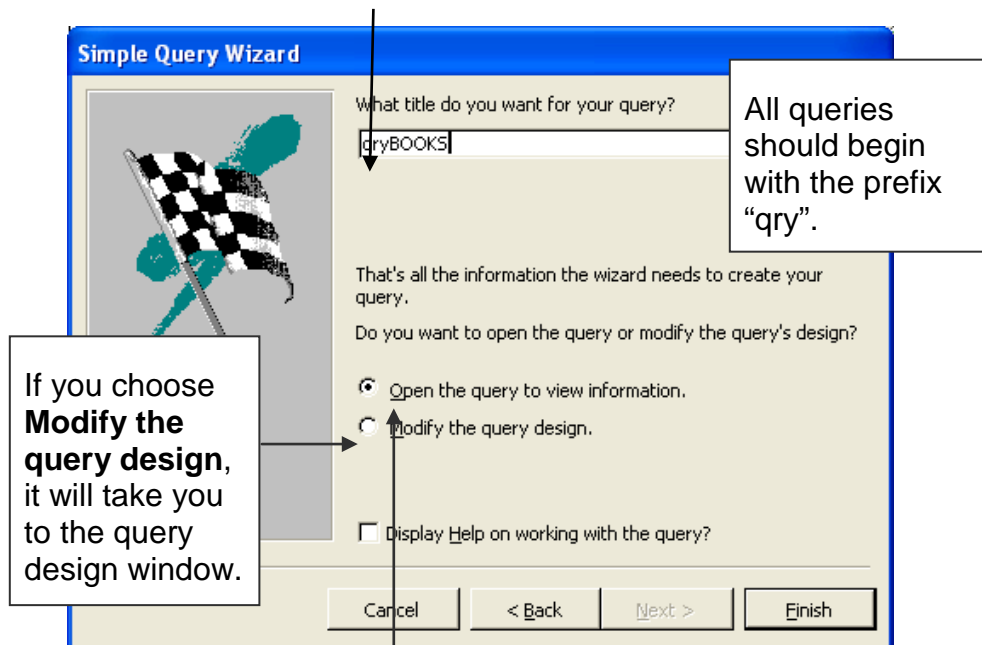 Simple Query Wizard
What title do you want for your query?
qryBOOKS
All queries
should begin
with the prefix
“qry”.
That's all the information the wizard needs to create your
query.
Do you want to open the query or modify the query's design?
If you choose
Modify the
query design,
it will take you
to the query
design window.
Open the query to view information.
Modify the query design.
Display Help on working with the query?
Cancel
< Back
Next >
Finish